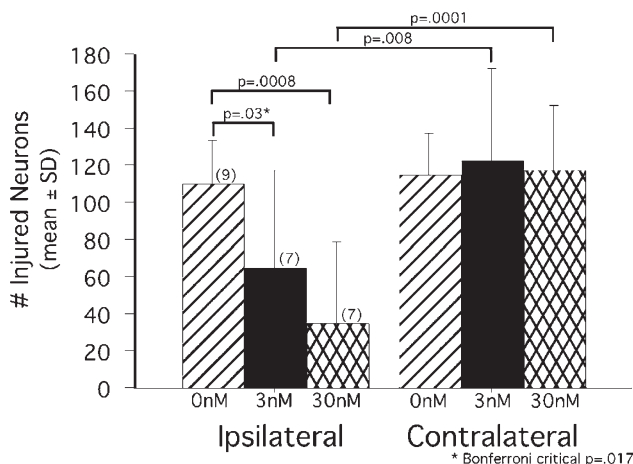 p=.0001
p=.008
p=.0008
p=.03*
180
160
140
120
100
80
60
40
20
0
# Injured Neurons
(mean ± SD)
(9)
(7)
(7)
0nM 3nM 30nM 0nM 3nM 30nM
Ipsilateral Contralateral
* Bonferroni critical p=.017